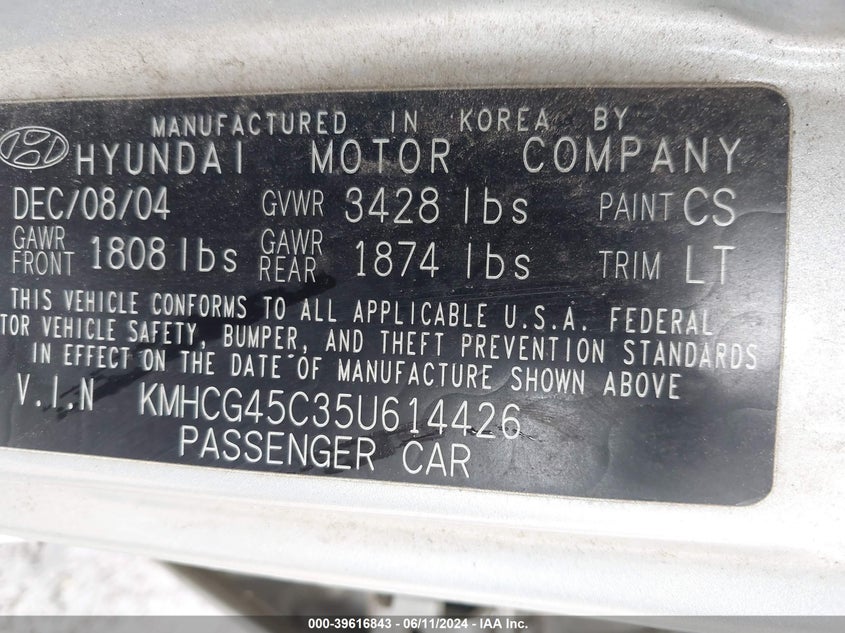 MANUFACTURED IN KOREA BY
HYUNDAI MOTOR COMPANY
DEC/08/04 GVWR 3428 lbs PAINT CS
GAWR FRONT 1808 lbs GAWR REAR 1874 lbs TRIM LT
THIS VEHICLE CONFORMS TO ALL APPLICABLE U.S.A. FEDERAL
TOR VEHICLE SAFETY, BUMPER, AND THEFT PREVENTION STANDARDS
IN EFFECT ON THE DATE OF MANUFACTURE SHOWN ABOVE
V.I.N KMHCG45C35U614426
PASSENGER CAR
000-39616843 - 06/11/2024 - IAA Inc.